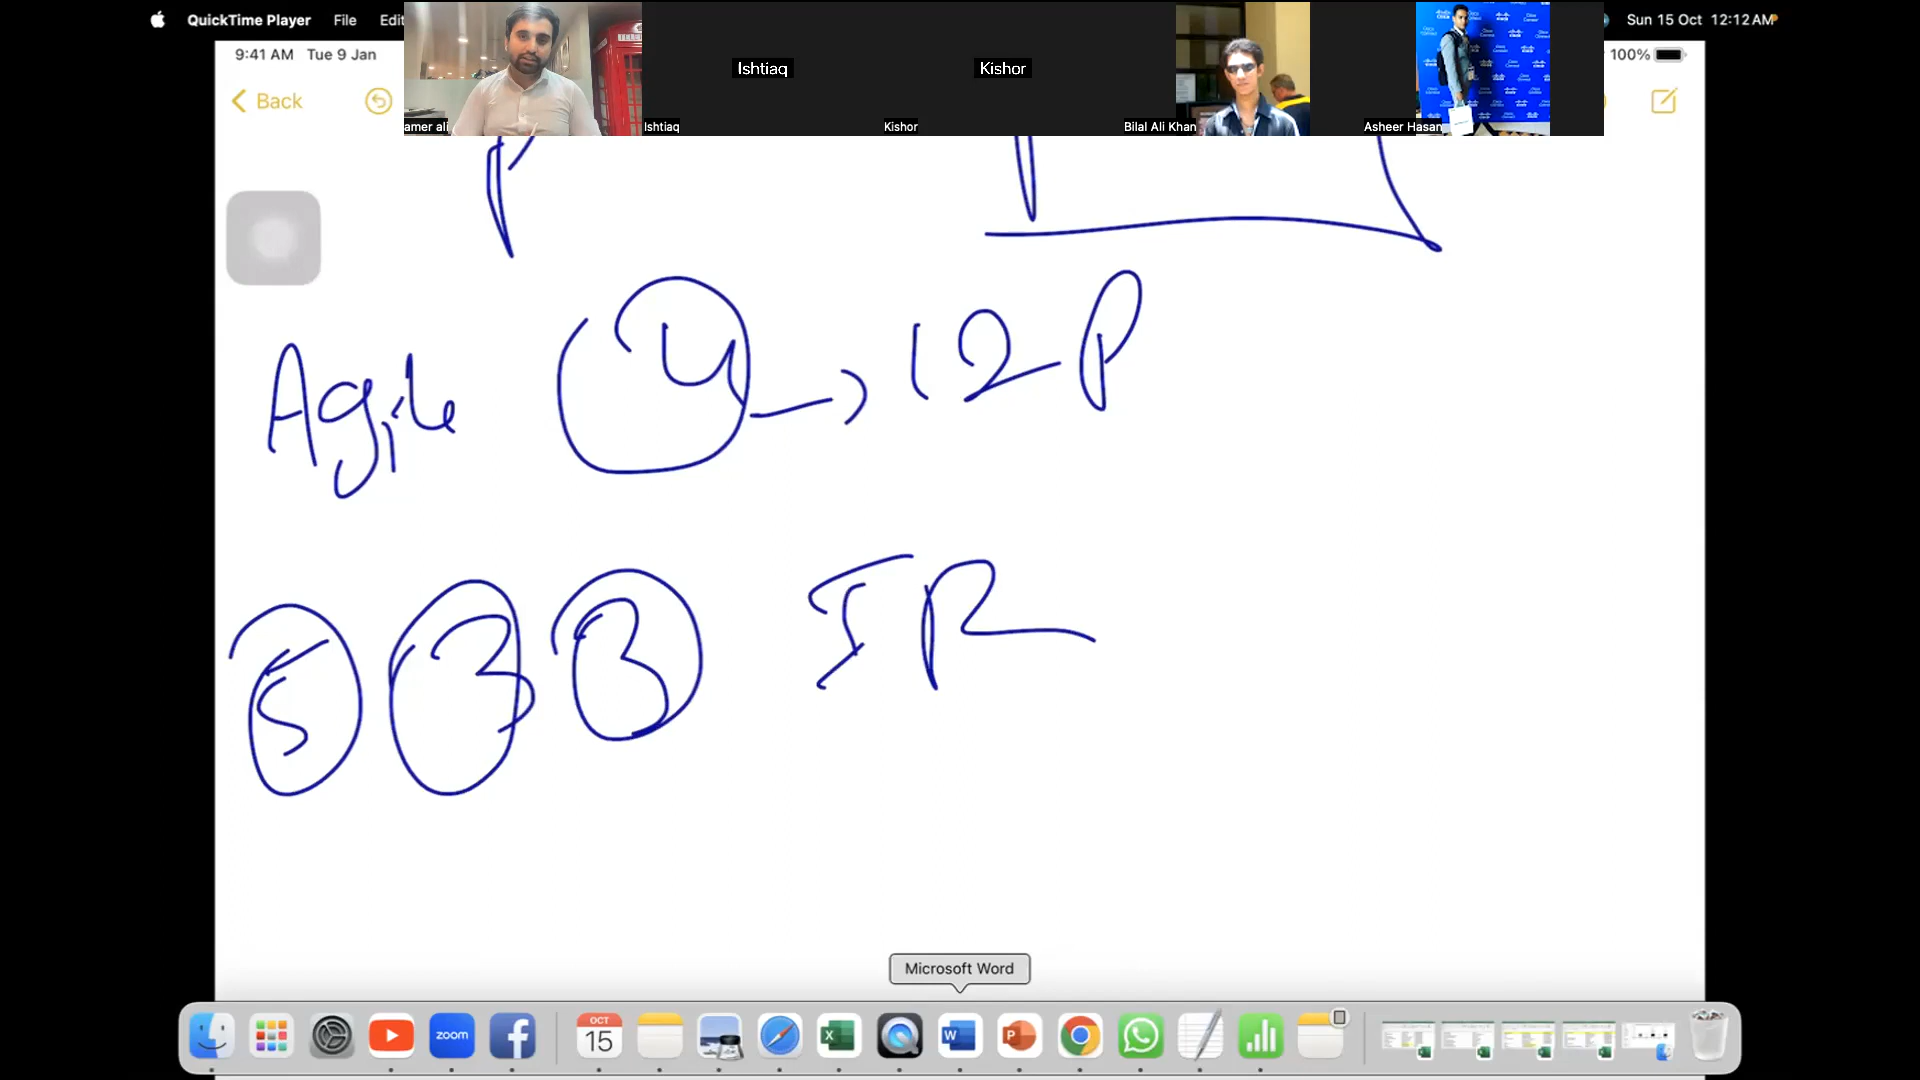 QuickTime Player File Edit Sun 15 Oct 12:12AM
9:41 AM Tue 9 Jan 100%
Back
Ishtiaq Kishor
amer ali Ishtiaq Kishor Bilal Ali Khan Asheer Hasan
Agile 4 → 12 P
5 3 3 IR
Microsoft Word
zoom OCT 15